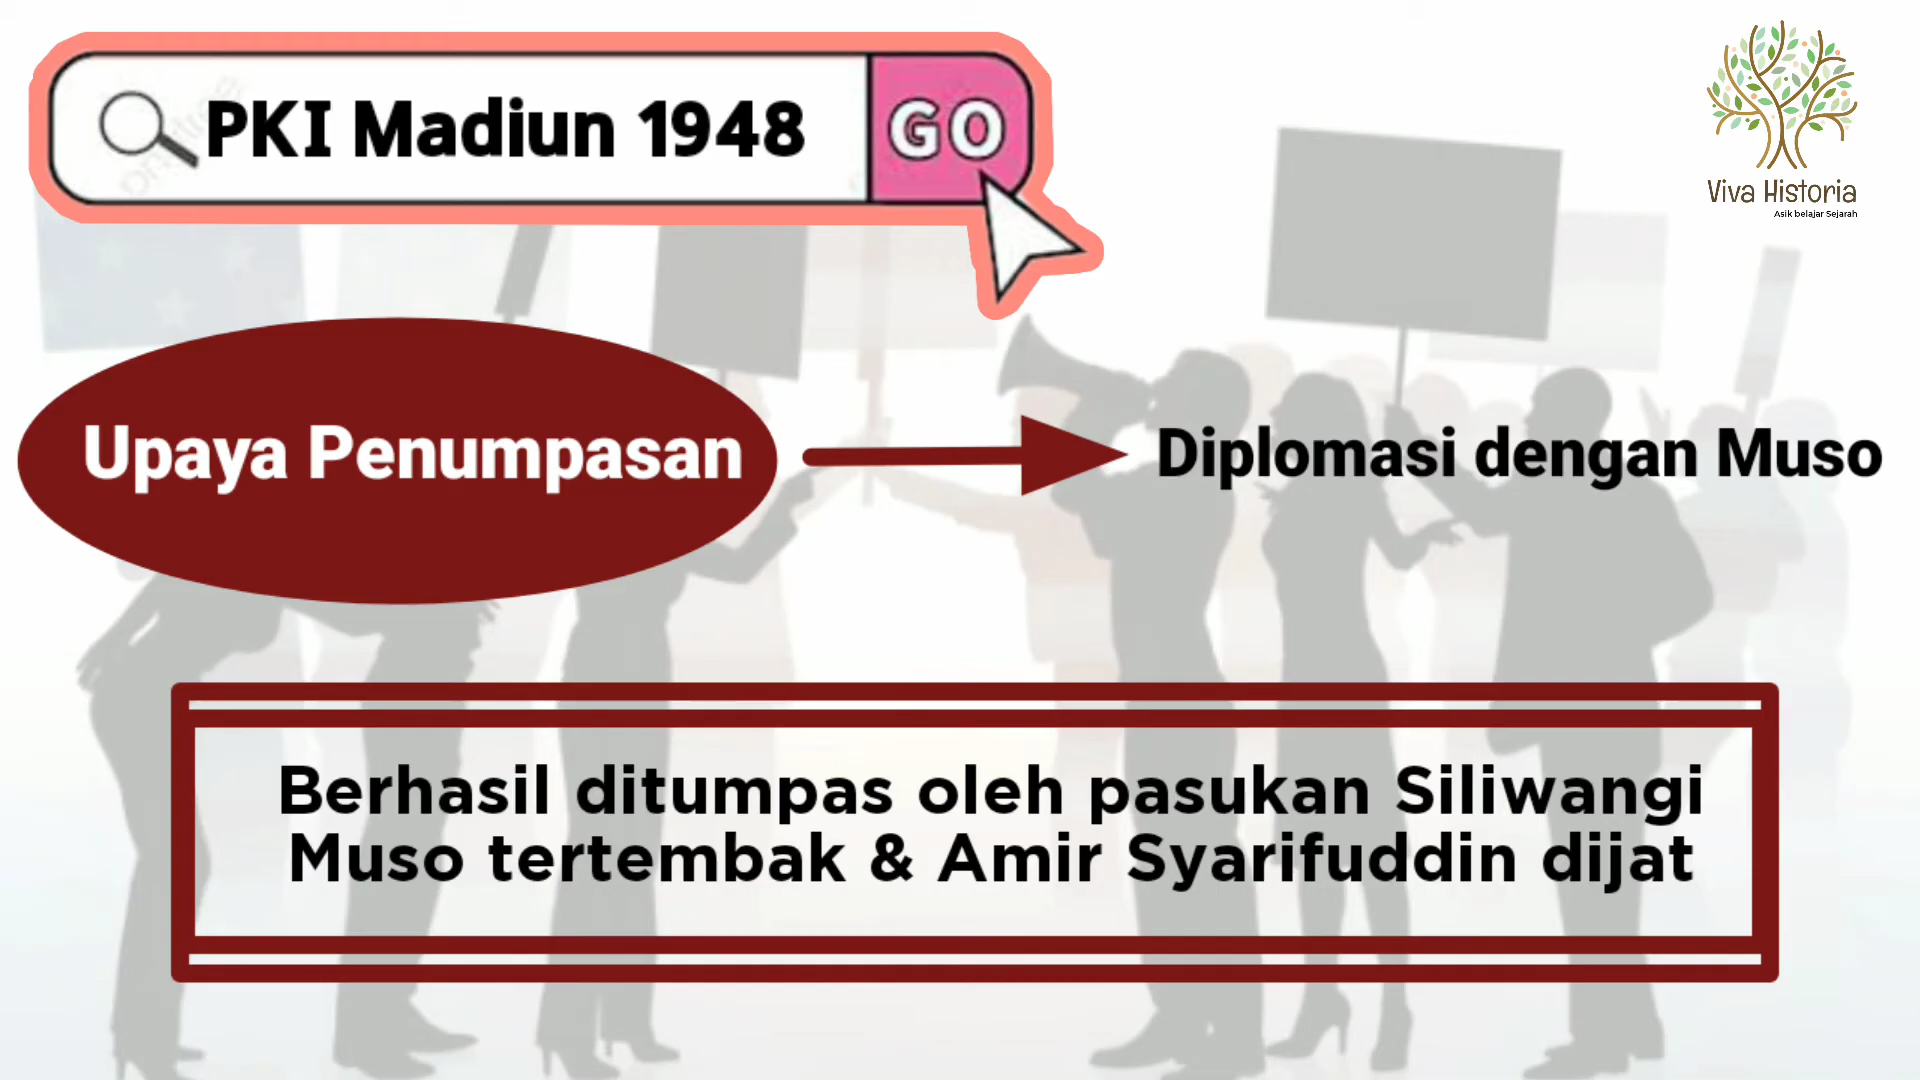 PKI Madiun 1948
GO
Viva Historia
Asik belajar Sejarah
Upaya Penumpasan
Diplomasi dengan Muso
Berhasil ditumpas oleh pasukan Siliwangi
Muso tertembak & Amir Syarifuddin dijat